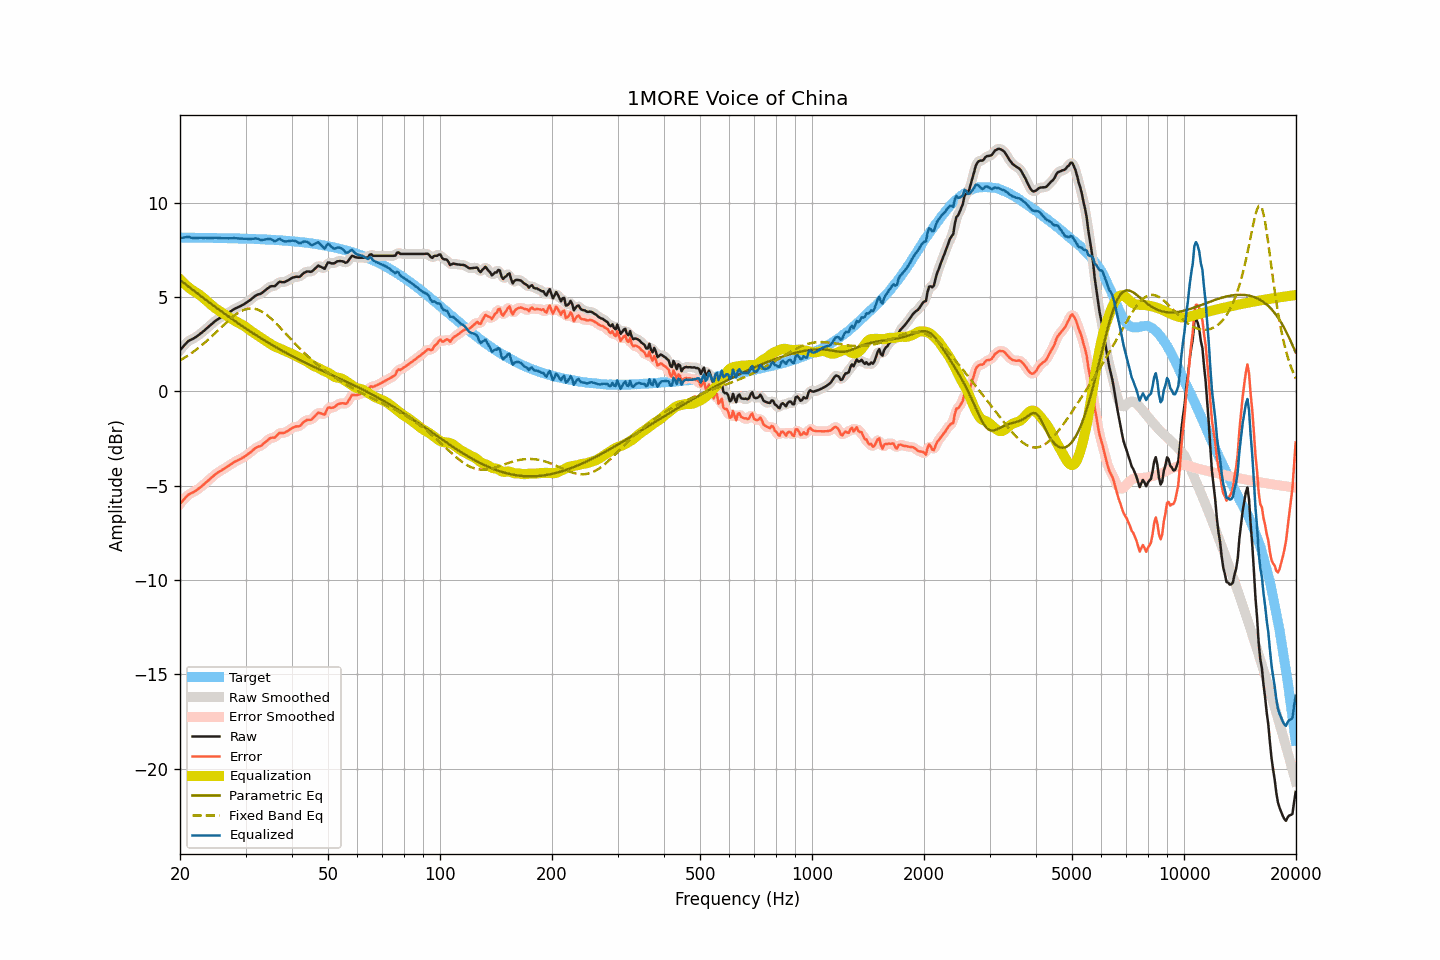 1MORE Voice of China
Amplitude (dBr)
10
5
0
−5
−10
−15
−20
Target
Raw Smoothed
Error Smoothed
Raw
Error
Equalization
Parametric Eq
Fixed Band Eq
Equalized
20 50 100 200 500 1000 2000 5000 10000 20000
Frequency (Hz)